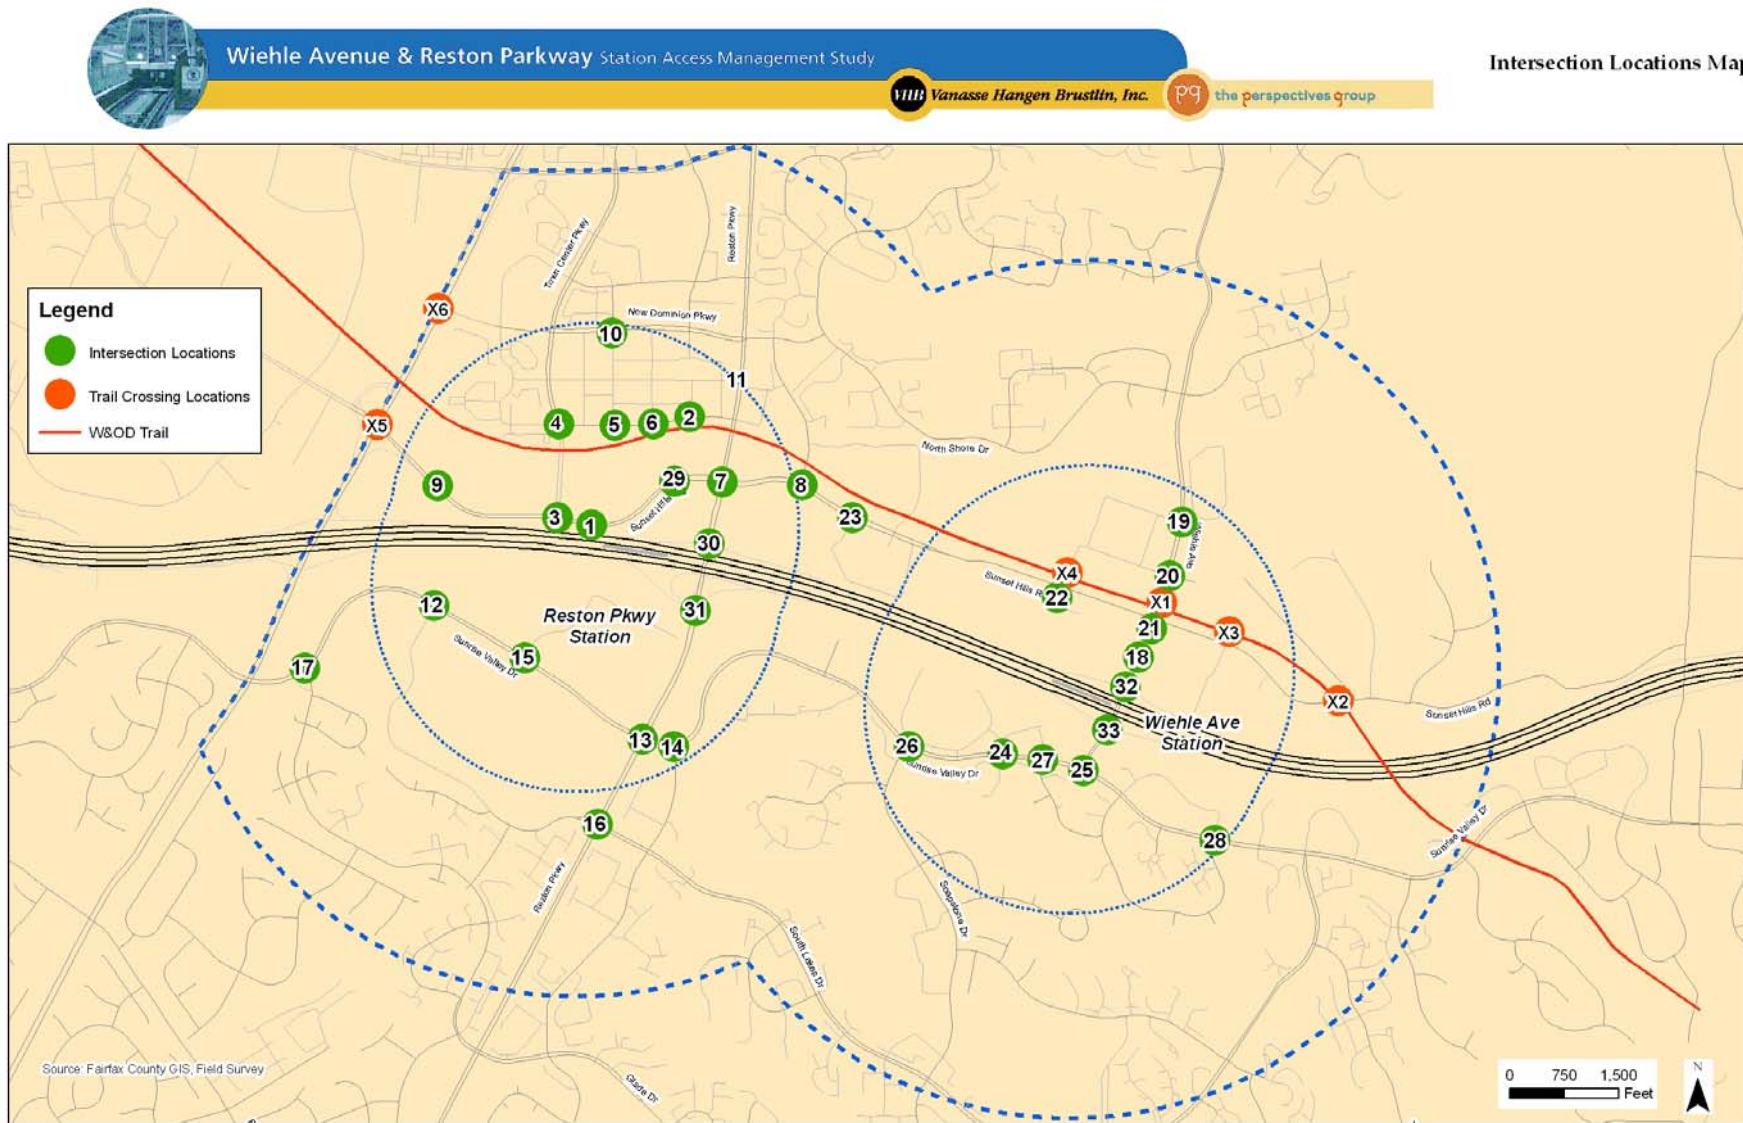 Wiehle Avenue & Reston Parkway Station Access Management Study
VHB Vanasse Hangen Brustlin, Inc.
pg the perspectives group
Intersection Locations Map
Legend
Intersection Locations
Trail Crossing Locations
W&OD Trail
Town Center Pkwy
Reston Pkwy
X6
New Dominion Pkwy
10
11
X5
4
5
6
2
North Shore Dr
9
29
7
8
Sunset Hills
3
1
23
19
Wiehle Ave
30
X4
20
Sunset Hills R
22
X1
12
Reston Pkwy
Station
31
21
X3
Sunrise Valley Dr
15
18
17
32
X2
Sunset Hills Rd
Wiehle Ave
Station
33
13
14
26
24
27
25
Sunrise Valley Dr
16
28
Sunrise Valley Dr
Reston Pkwy
Soapstone Dr
South Lakes Dr
Glade Dr
Source: Fairfax County GIS, Field Survey
0 750 1,500
Feet
N